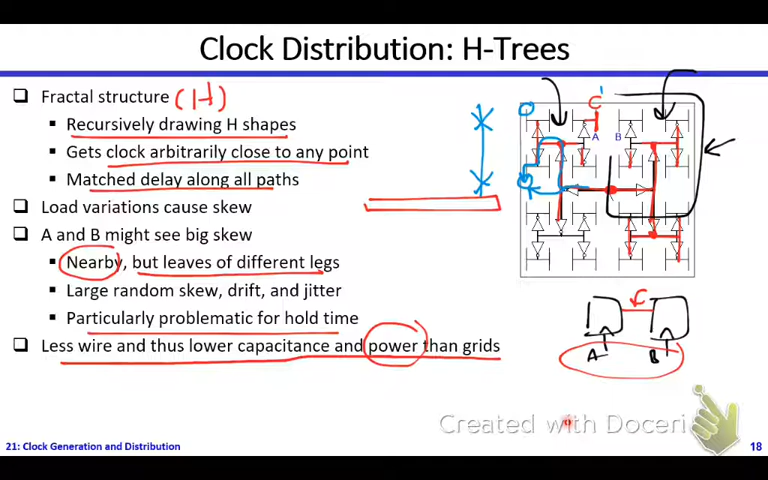 Clock Distribution: H-Trees
Fractal structure (H)
Recursively drawing H shapes
Gets clock arbitrarily close to any point
Matched delay along all paths
Load variations cause skew
A and B might see big skew
Nearby, but leaves of different legs
Large random skew, drift, and jitter
Particularly problematic for hold time
Less wire and thus lower capacitance and power than grids
C
A
B
A
B
Created with Doceri
21: Clock Generation and Distribution
18